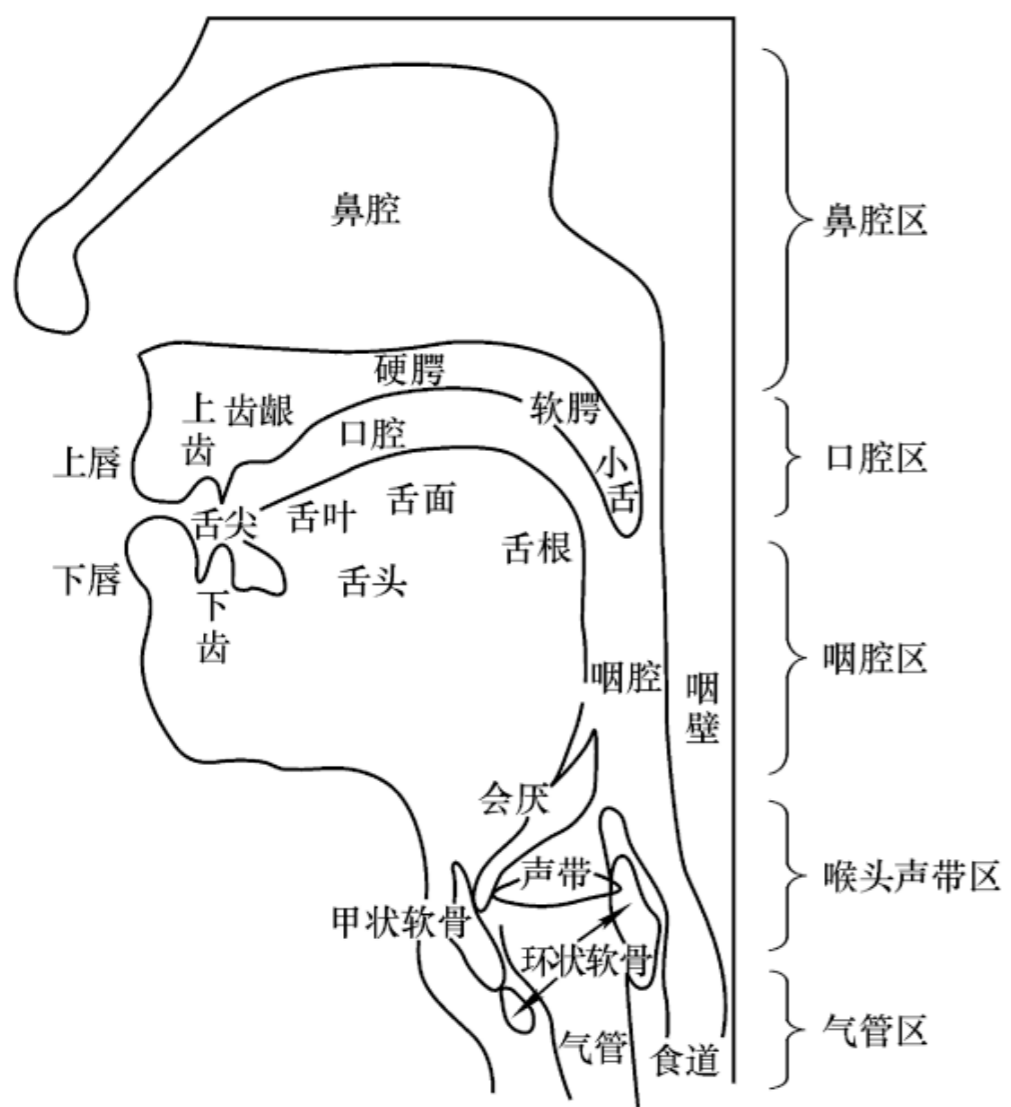 鼻腔
鼻腔区
硬腭
上 齿龈
齿
软腭
口腔
上唇
小
舌
口腔区
舌尖
舌叶
舌面
舌根
下唇
舌头
下
齿
咽腔
咽
壁
咽腔区
会厌
声带
喉头声带区
甲状软骨
环状软骨
气管
食道
气管区